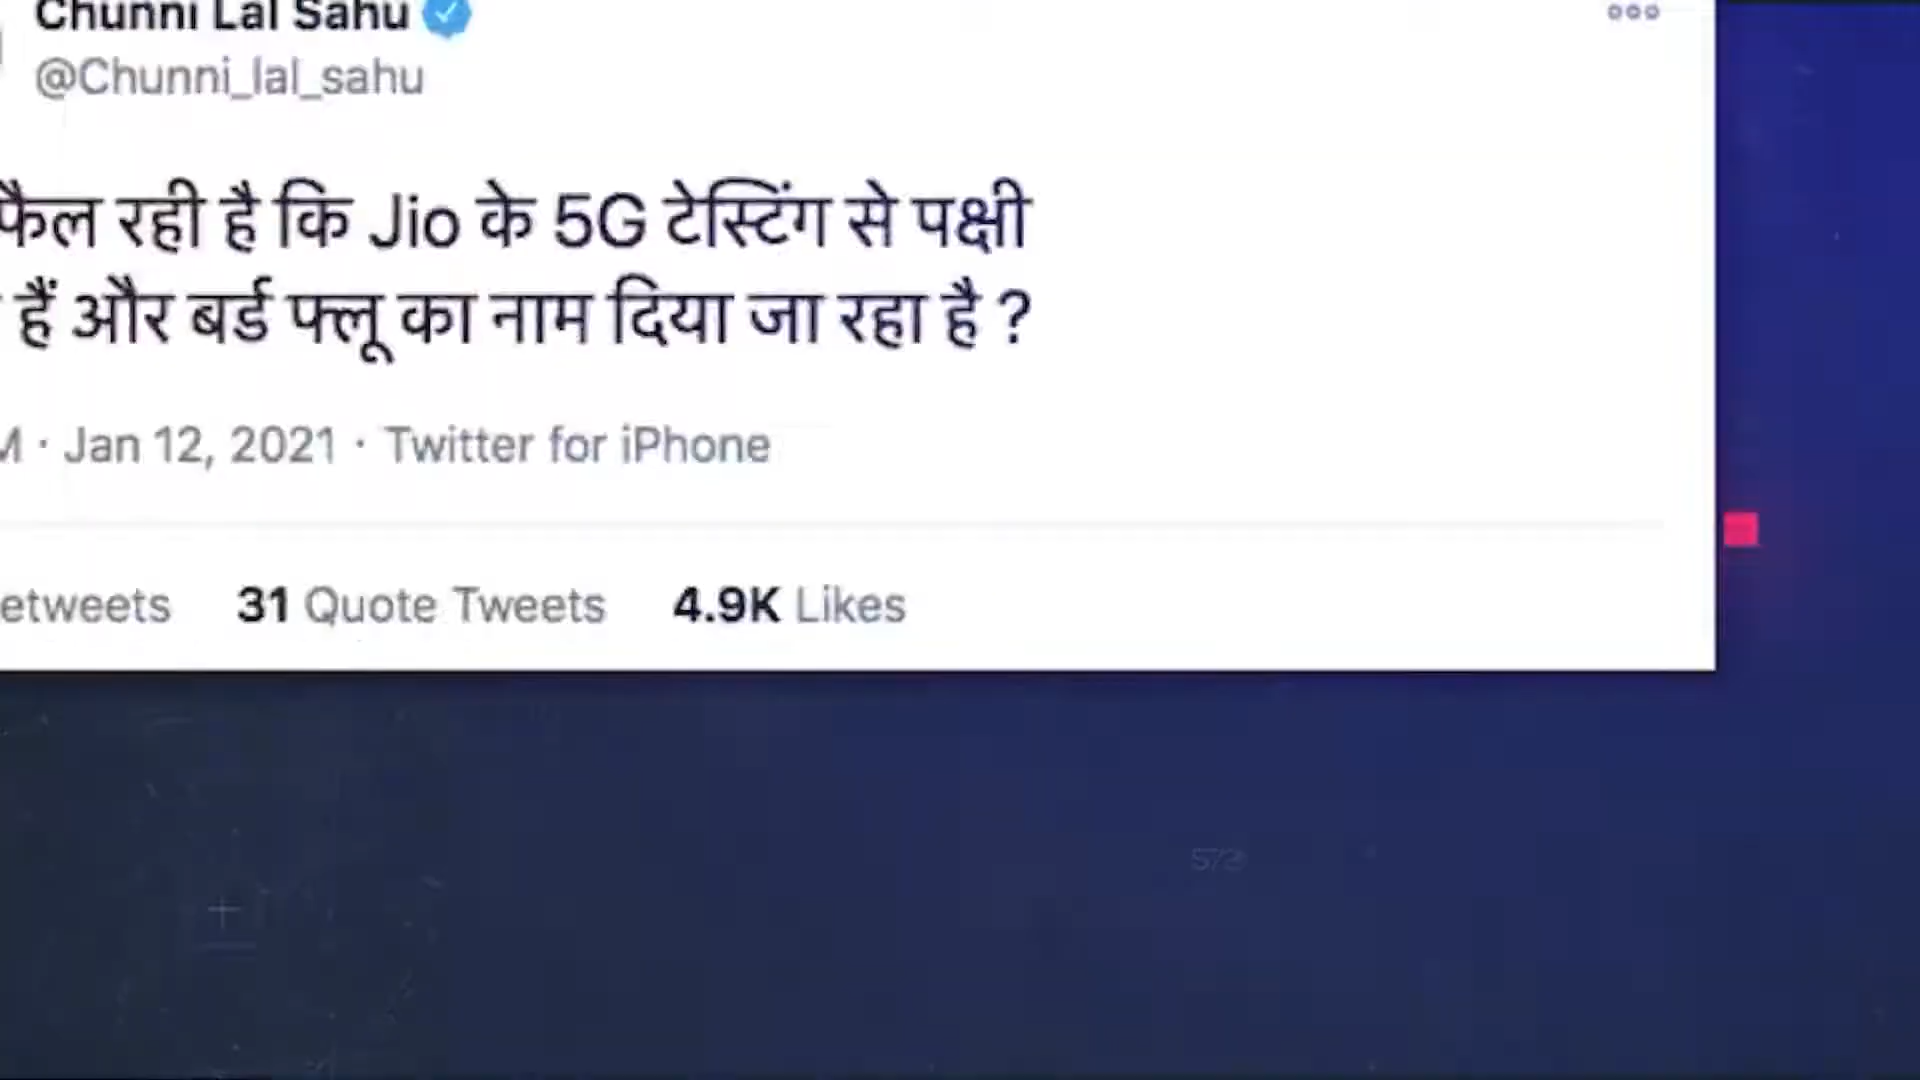 Chunni Lal Sahu
@Chunni_lal_sahu
फैल रही है कि Jio के 5G टेस्टिंग से पक्षी
हैं और बर्ड फ्लू का नाम दिया जा रहा है ?
M · Jan 12, 2021 · Twitter for iPhone
etweets 31 Quote Tweets 4.9K Likes